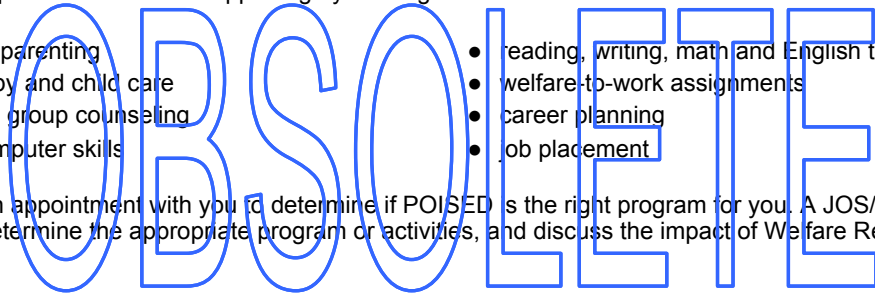 parenting
● reading, writing, math and English t
y and child care
● welfare-to-work assignments
group counseling
● career planning
mputer skills
● job placement
n appointment with you to determine if POISED is the right program for you. A JOS/
etermine the appropriate program or activities, and discuss the impact of Welfare Re
OBSOLETE